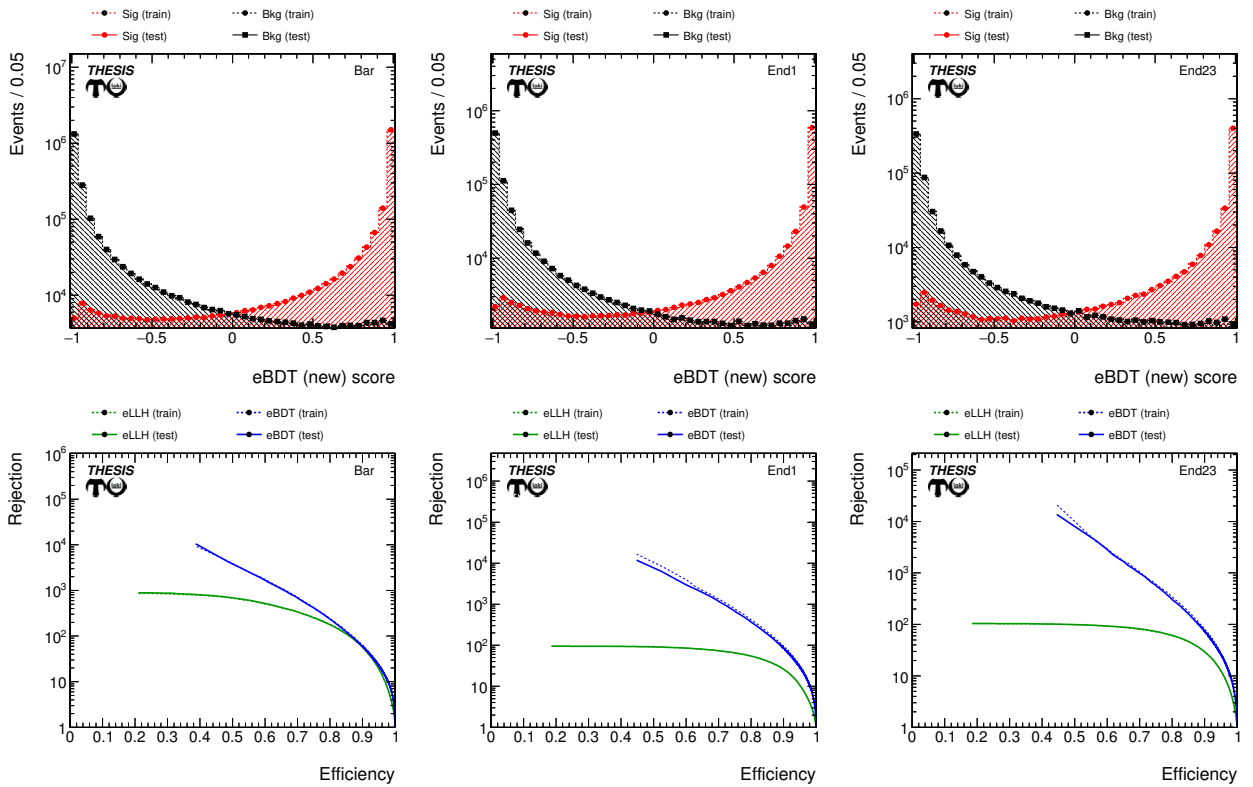 Sig (train) Bkg (train)
Sig (test) Bkg (test)
Events / 0.05
THESIS
Bar
10⁷
10⁶
10⁵
10⁴
−1 −0.5 0 0.5 1
eBDT (new) score
Sig (train) Bkg (train)
Sig (test) Bkg (test)
Events / 0.05
THESIS
End1
10⁶
10⁵
10⁴
−1 −0.5 0 0.5 1
eBDT (new) score
Sig (train) Bkg (train)
Sig (test) Bkg (test)
Events / 0.05
THESIS
End23
10⁶
10⁵
10⁴
10³
−1 −0.5 0 0.5 1
eBDT (new) score
eLLH (train) eBDT (train)
eLLH (test) eBDT (test)
Rejection
THESIS
Bar
10⁶
10⁵
10⁴
10³
10²
10
1
0 0.1 0.2 0.3 0.4 0.5 0.6 0.7 0.8 0.9 1
Efficiency
eLLH (train) eBDT (train)
eLLH (test) eBDT (test)
Rejection
THESIS
End1
10⁶
10⁵
10⁴
10³
10²
10
1
0 0.1 0.2 0.3 0.4 0.5 0.6 0.7 0.8 0.9 1
Efficiency
eLLH (train) eBDT (train)
eLLH (test) eBDT (test)
Rejection
THESIS
End23
10⁵
10⁴
10³
10²
10
1
0 0.1 0.2 0.3 0.4 0.5 0.6 0.7 0.8 0.9 1
Efficiency